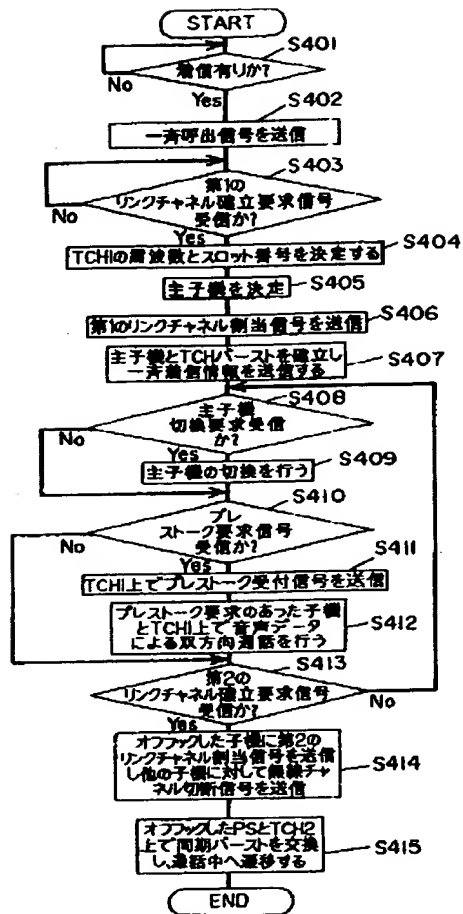 START
S401
着信有りか?
No
Yes
S402
一斉呼出信号を送信
S403
第1の
リンクチャネル確立要求信号
受信か?
No
Yes
S404
TCH1の周波数とスロット番号を決定する
S405
主子機を決定
S406
第1のリンクチャネル割当信号を送信
S407
主子機とTCHバーストを確立し
一斉着信情報を送信する
S408
主子機
切換要求受信
か?
No
Yes
S409
主子機の切換を行う
S410
プレ
ストーク要求信号
受信か?
No
Yes
S411
TCH1上でプレストーク受付信号を送信
プレストーク要求のあった子機
とTCH1上で音声データ
による双方向通話を行う
S412
S413
第2の
リンクチャネル確立要求信号
受信か?
No
Yes
オフフックした子機に第2の
リンクチャネル割当信号を送信
し他の子機に対して無線チャ
ネル切断信号を送信
S414
オフフックしたPSとTCH2
上で同期バーストを交換
し、通話中へ遷移する
S415
END